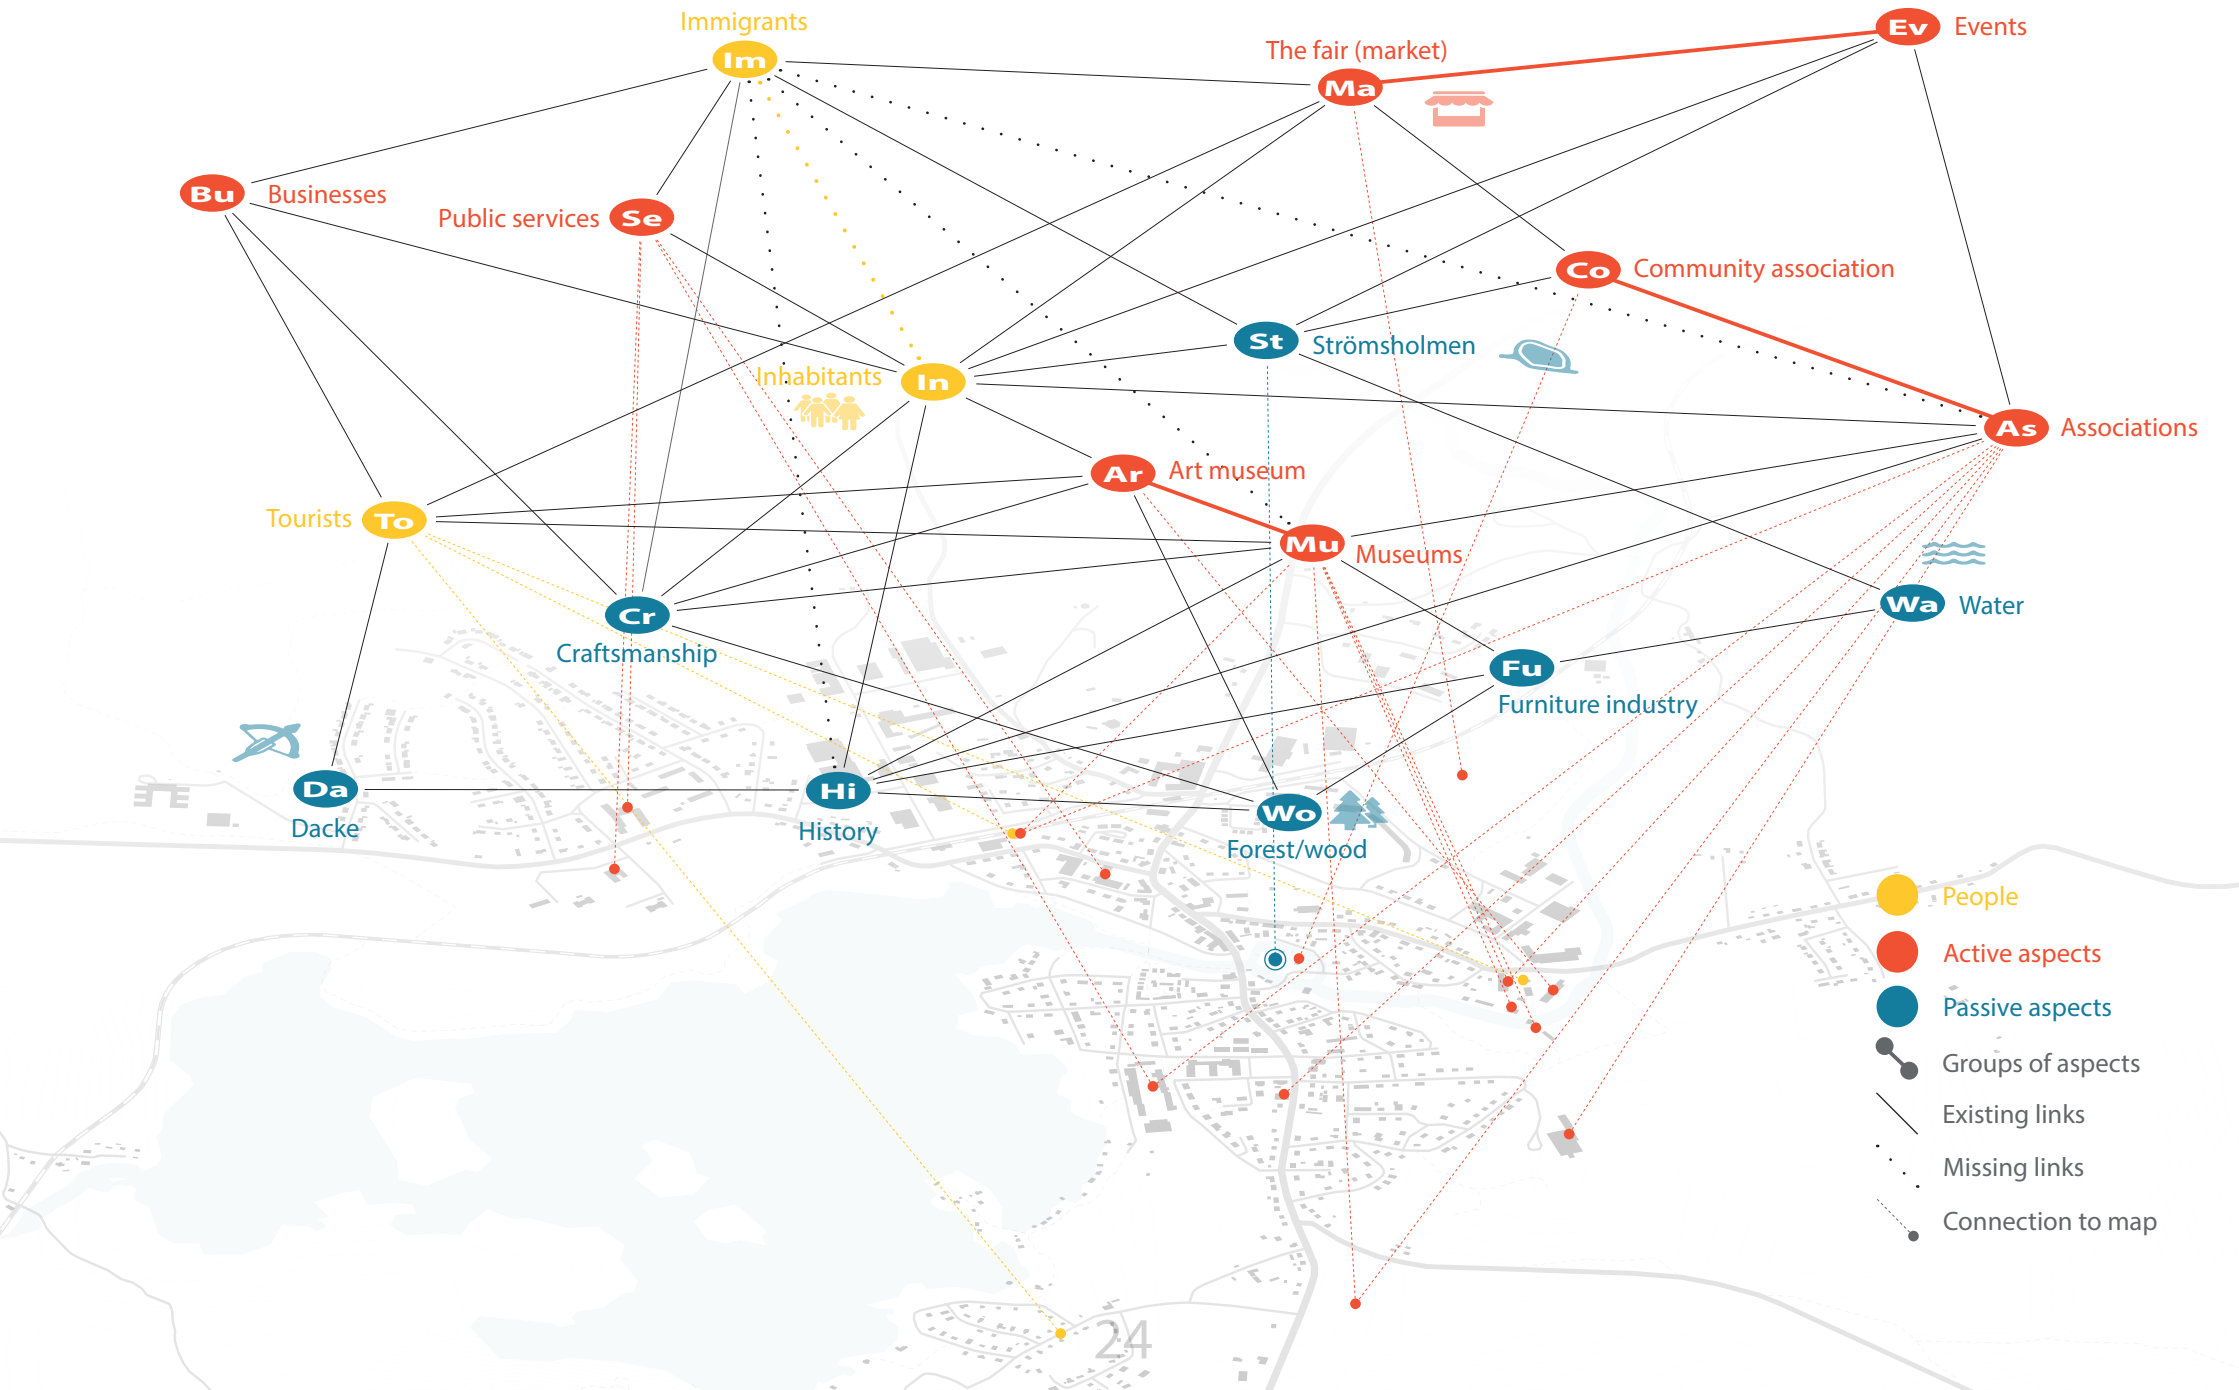 Immigrants
Im
The fair (market)
Ma
Ev Events
Bu Businesses
Public services Se
Co Community association
St Strömsholmen
Inhabitants In
As Associations
Ar Art museum
Tourists To
Mu Museums
Cr
Craftsmanship
Wa Water
Fu
Furniture industry
Da
Dacke
Hi
History
Wo
Forest/wood
People
Active aspects
Passive aspects
Groups of aspects
Existing links
Missing links
Connection to map
24